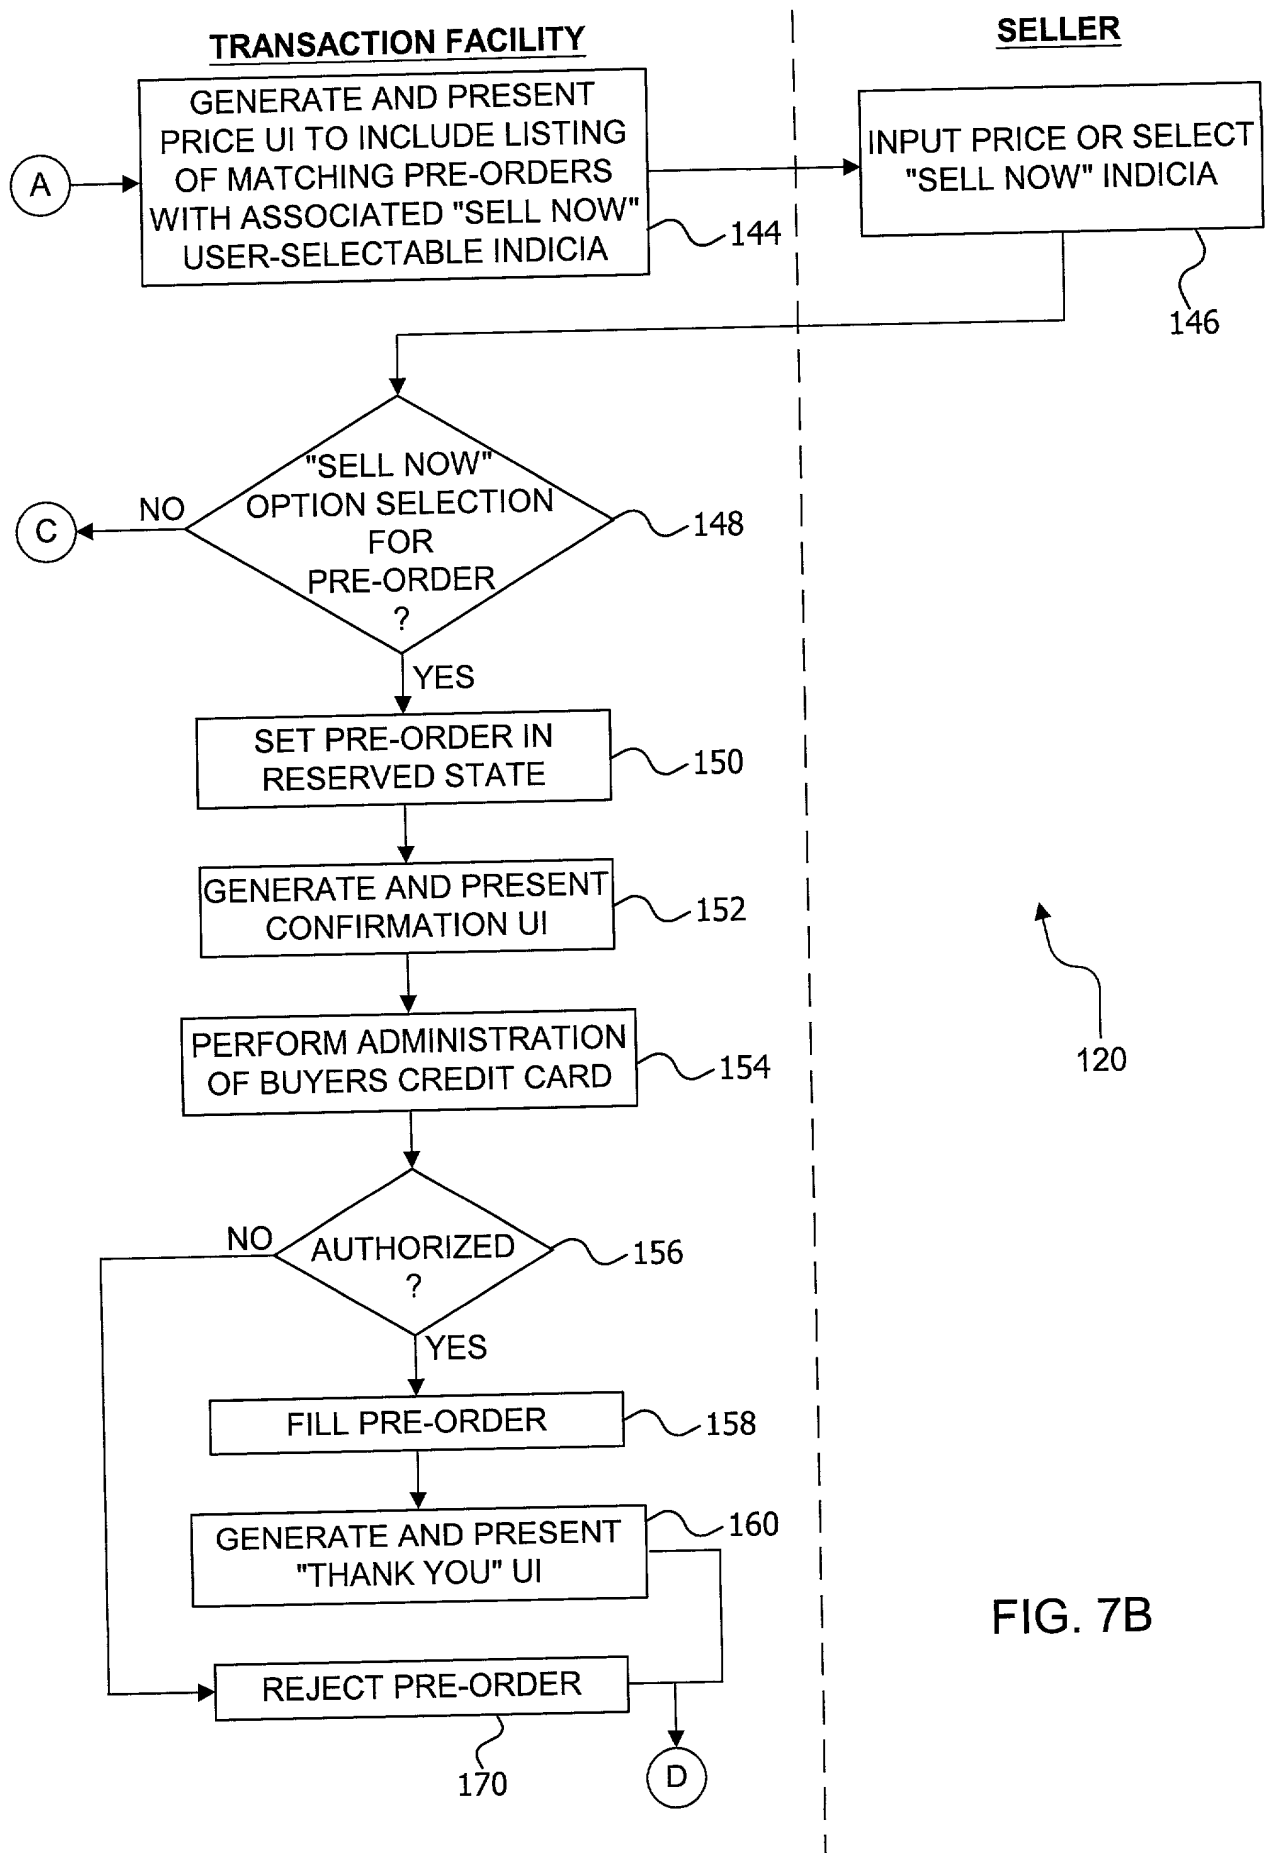 TRANSACTION FACILITY
SELLER
GENERATE AND PRESENT
PRICE UI TO INCLUDE LISTING
OF MATCHING PRE-ORDERS
WITH ASSOCIATED "SELL NOW"
USER-SELECTABLE INDICIA
A
144
INPUT PRICE OR SELECT
"SELL NOW" INDICIA
146
"SELL NOW"
OPTION SELECTION
FOR
PRE-ORDER
?
NO
C
148
YES
SET PRE-ORDER IN
RESERVED STATE
150
GENERATE AND PRESENT
CONFIRMATION UI
152
PERFORM ADMINISTRATION
OF BUYERS CREDIT CARD
154
120
AUTHORIZED
?
NO
156
YES
FILL PRE-ORDER
158
GENERATE AND PRESENT
"THANK YOU" UI
160
REJECT PRE-ORDER
170
D
FIG. 7B